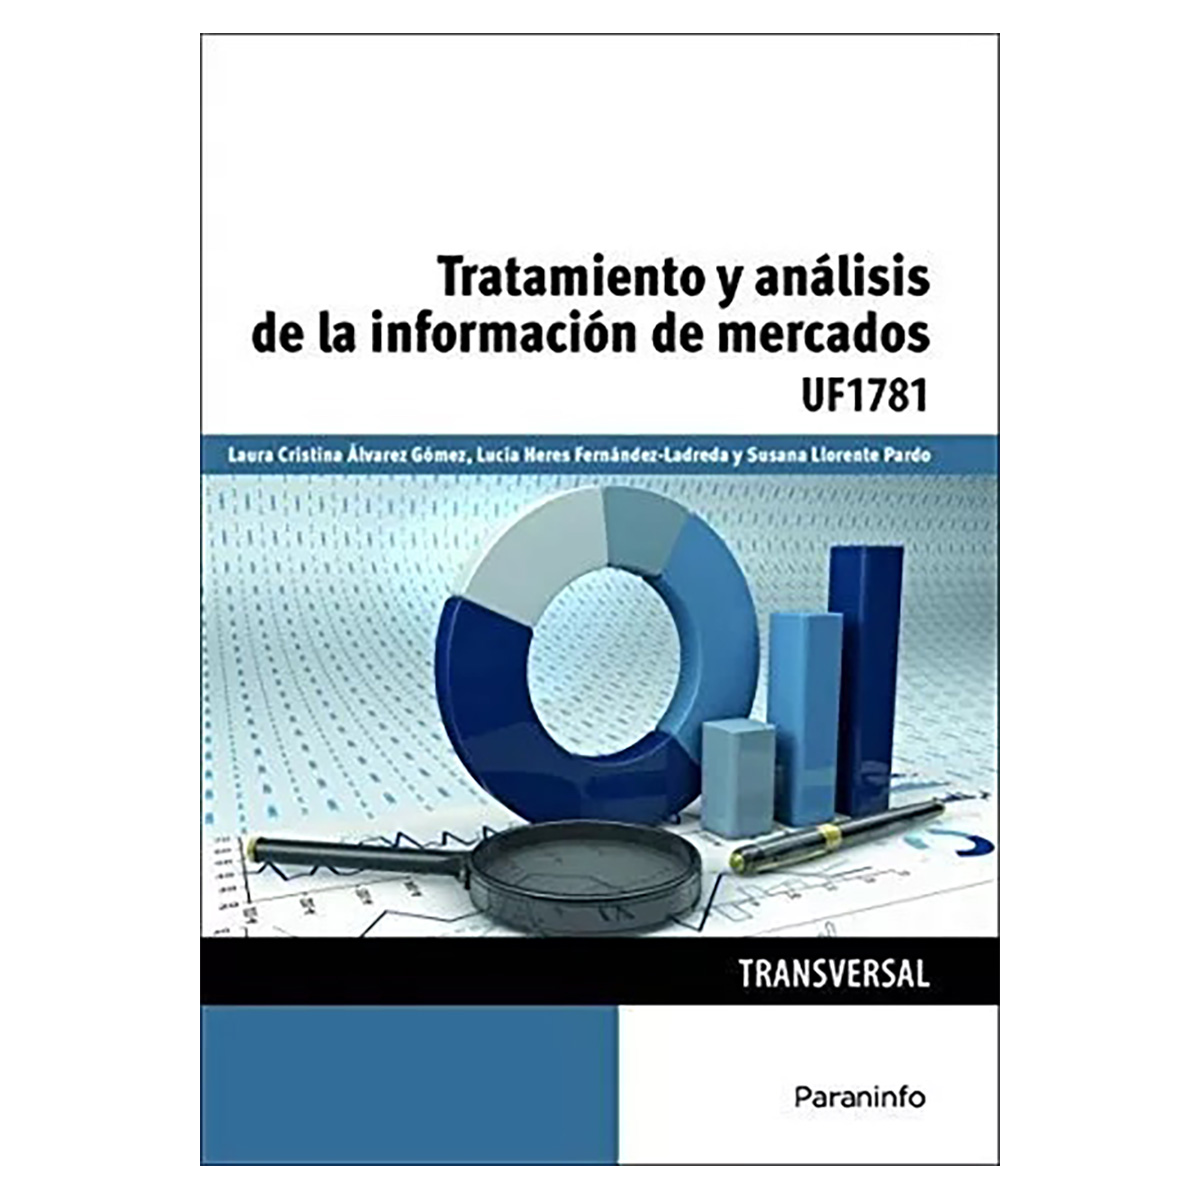 Tratamiento y análisis
de la información de mercados
UF1781
Laura Cristina Álvarez Gómez, Lucía Heres Fernández-Ladreda y Susana Llorente Pardo
TRANSVERSAL
Paraninfo